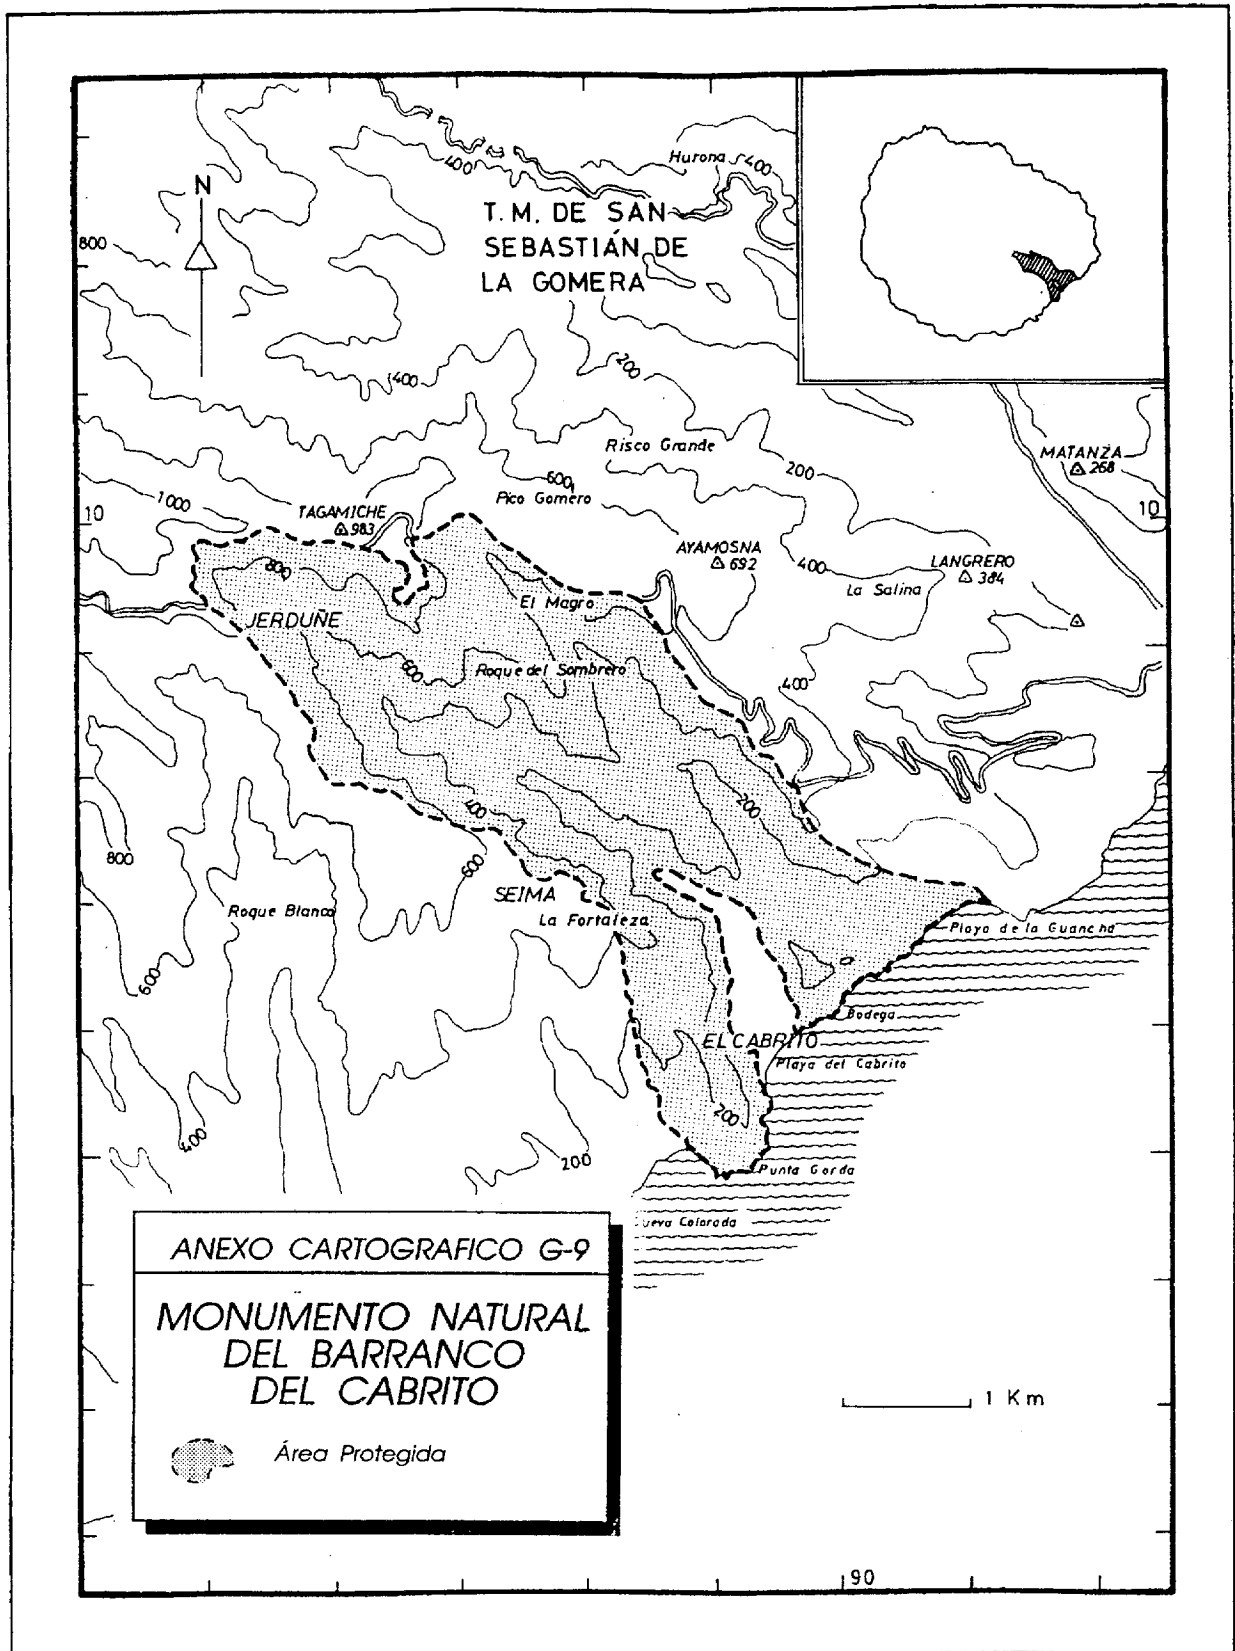 Hurona
400
400
N
T. M. DE SAN
SEBASTIÁN DE
LA GOMERA
800
200
400
Risco Grande
MATANZA
268
200
600
Pico Gomero
1000
TAGAMICHE
983
10
10
AYAMOSNA
692
400
LANGRERO
384
La Salina
800
El Magro
JERDUÑE
600
Roque del Sombrero
400
200
400
800
600
SEIMA
Roque Blanco
La Fortaleza
Playa de la Guancha
600
Bodega
EL CABRITO
Playa del Cabrito
200
400
200
Punta Gorda
ueva Colorada
ANEXO CARTOGRAFICO G-9
MONUMENTO NATURAL
DEL BARRANCO
DEL CABRITO
1 Km
Área Protegida
90